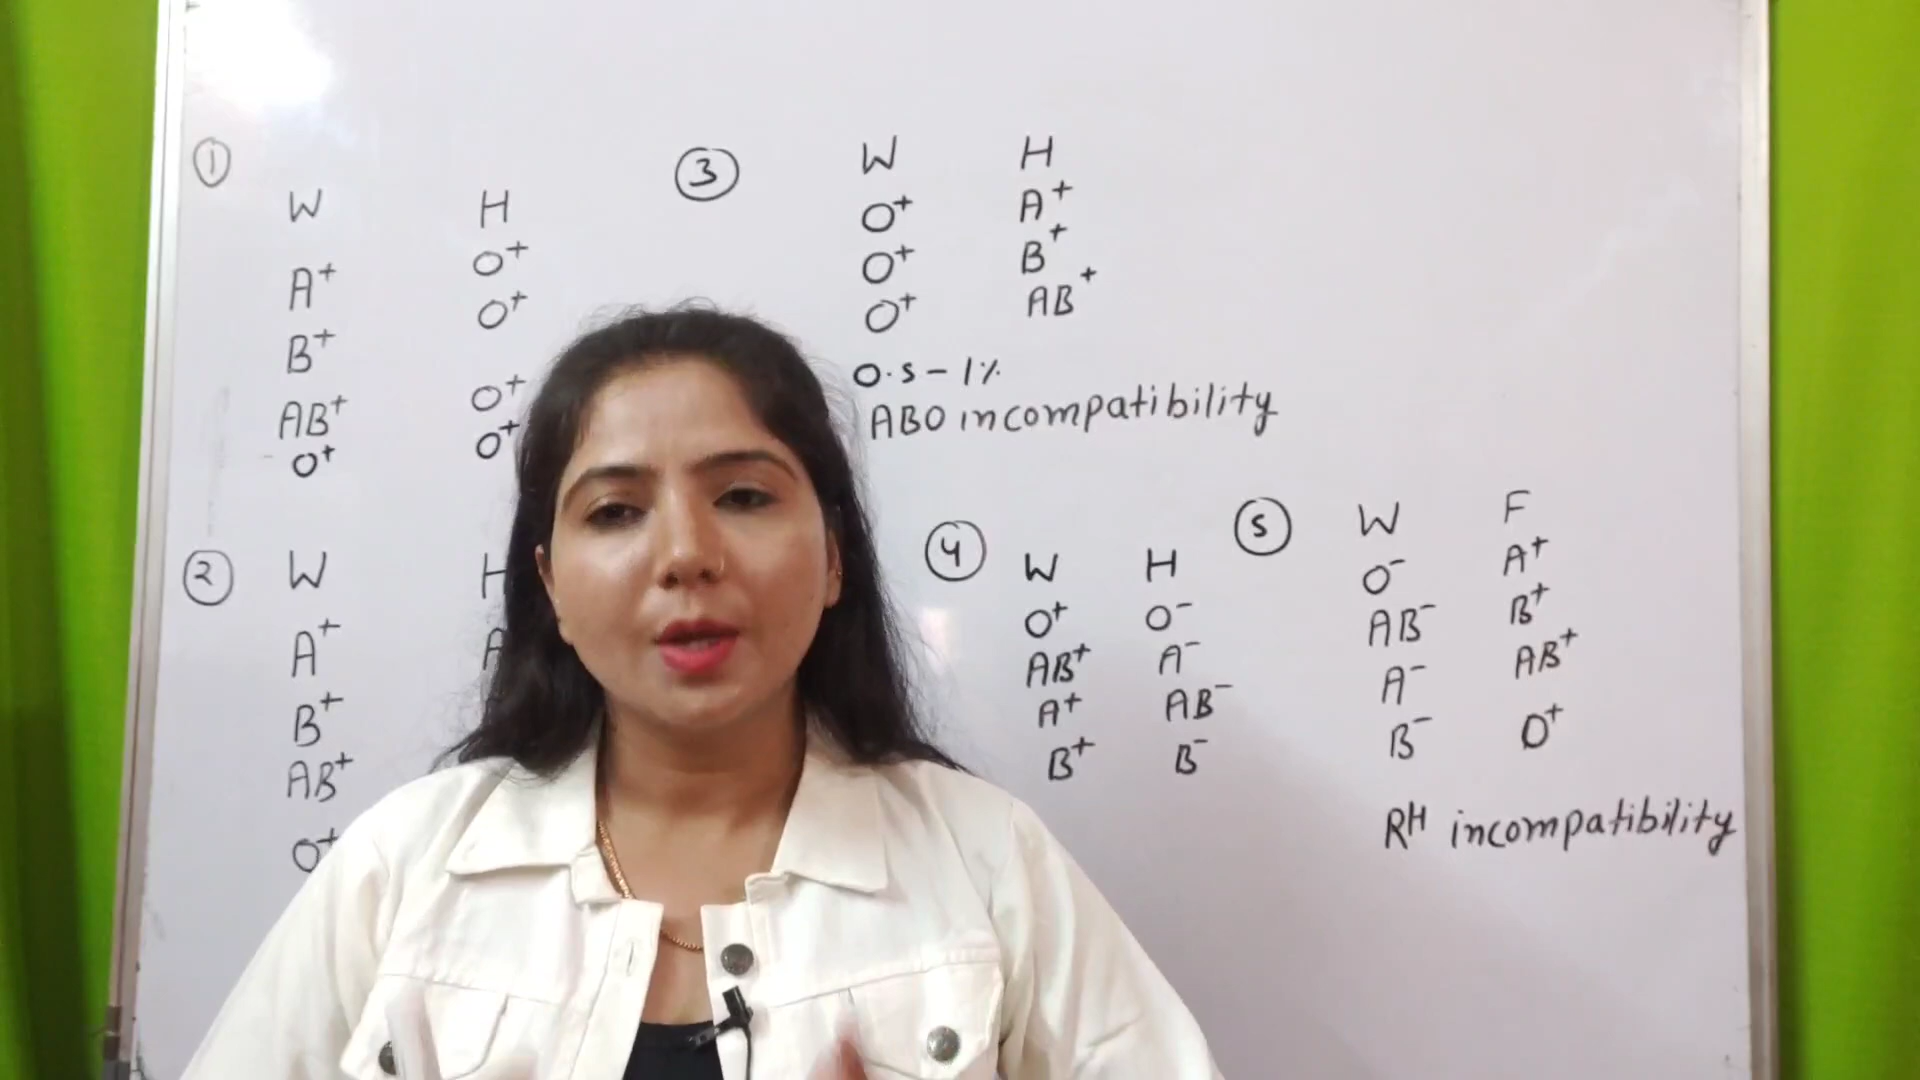 ①
W H
A+ O+
B+ O+
AB+ O+
O+ O+
②
W H
A+ A
B+
AB+
O+
③
W H
O+ A+
O+ B+
O+ AB+
0.5 – 1%
ABO incompatibility
④
W H
O+ O-
AB+ A-
A+ AB-
B+ B-
⑤
W F
O- A+
AB- B+
A- AB+
B- O+
RH incompatibility